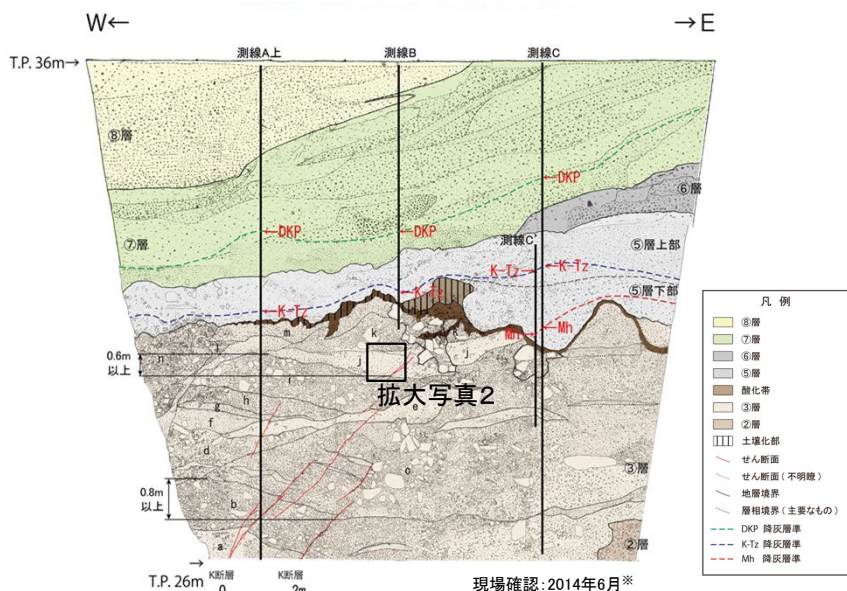 W← →E
T.P. 36m→
測線A上 測線B 測線C
⑧層
←DKP
←DKP
←DKP
⑥層
⑦層
測線C'
⑤層上部
K-Tz→
←K-Tz
←K-Tz
←K-Tz
⑤層下部
Mh
←Mh
m
k
l
n
j
j
0.6m
以上
i
拡大写真2
h
g
e
f
d
c
0.8m
以上
b
③層
a
②層
T.P. 26m→
K断層
0
K断層
2m
現場確認:2014年6月※
凡 例
⑧層
⑦層
⑥層
⑤層
酸化帯
③層
②層
土壌化部
せん断面
せん断面(不明瞭)
地層境界
層相境界(主要なもの)
DKP 降灰層準
K-Tz 降灰層準
Mh 降灰層準